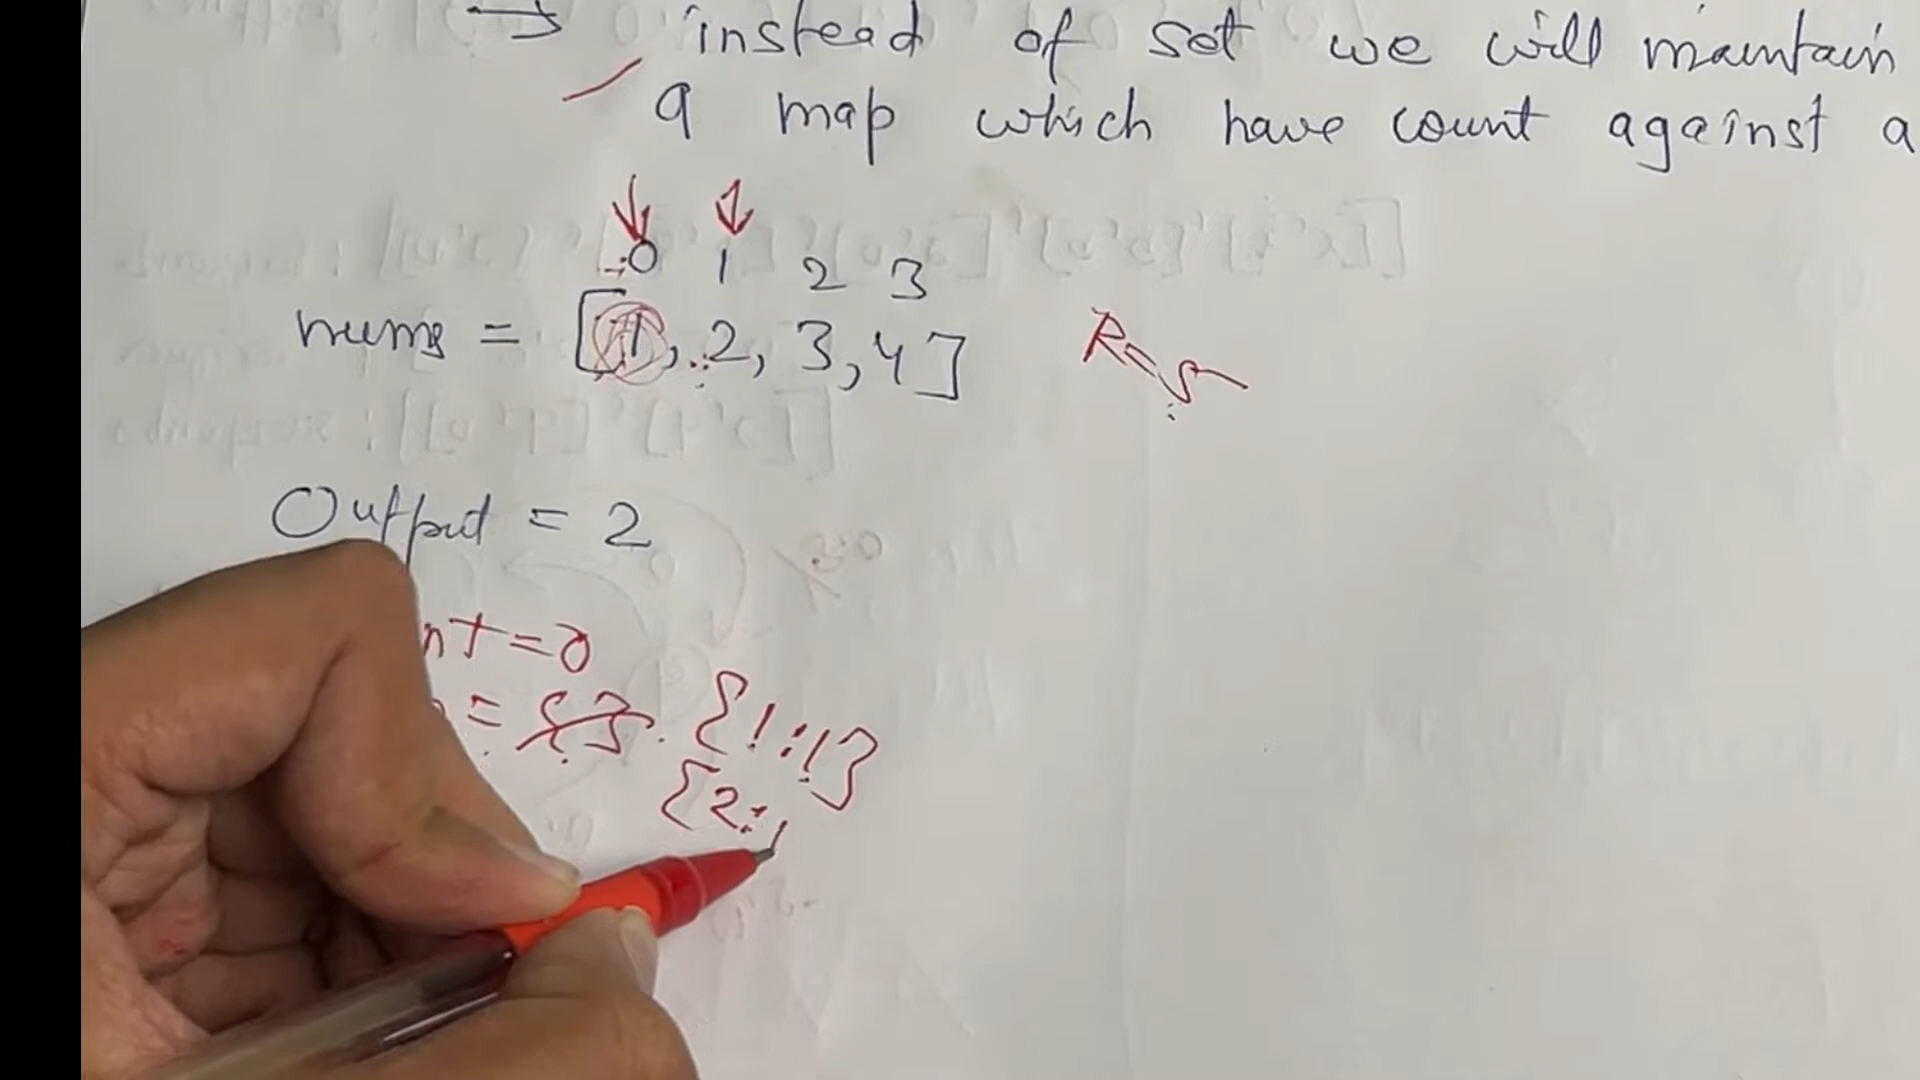 → instead of set we will maintain
a map which have count against a
0 1 2 3
nums = [1, 2, 3, 4]
R=5
Output = 2
nt=0
= {}. {1:1}
{2:1